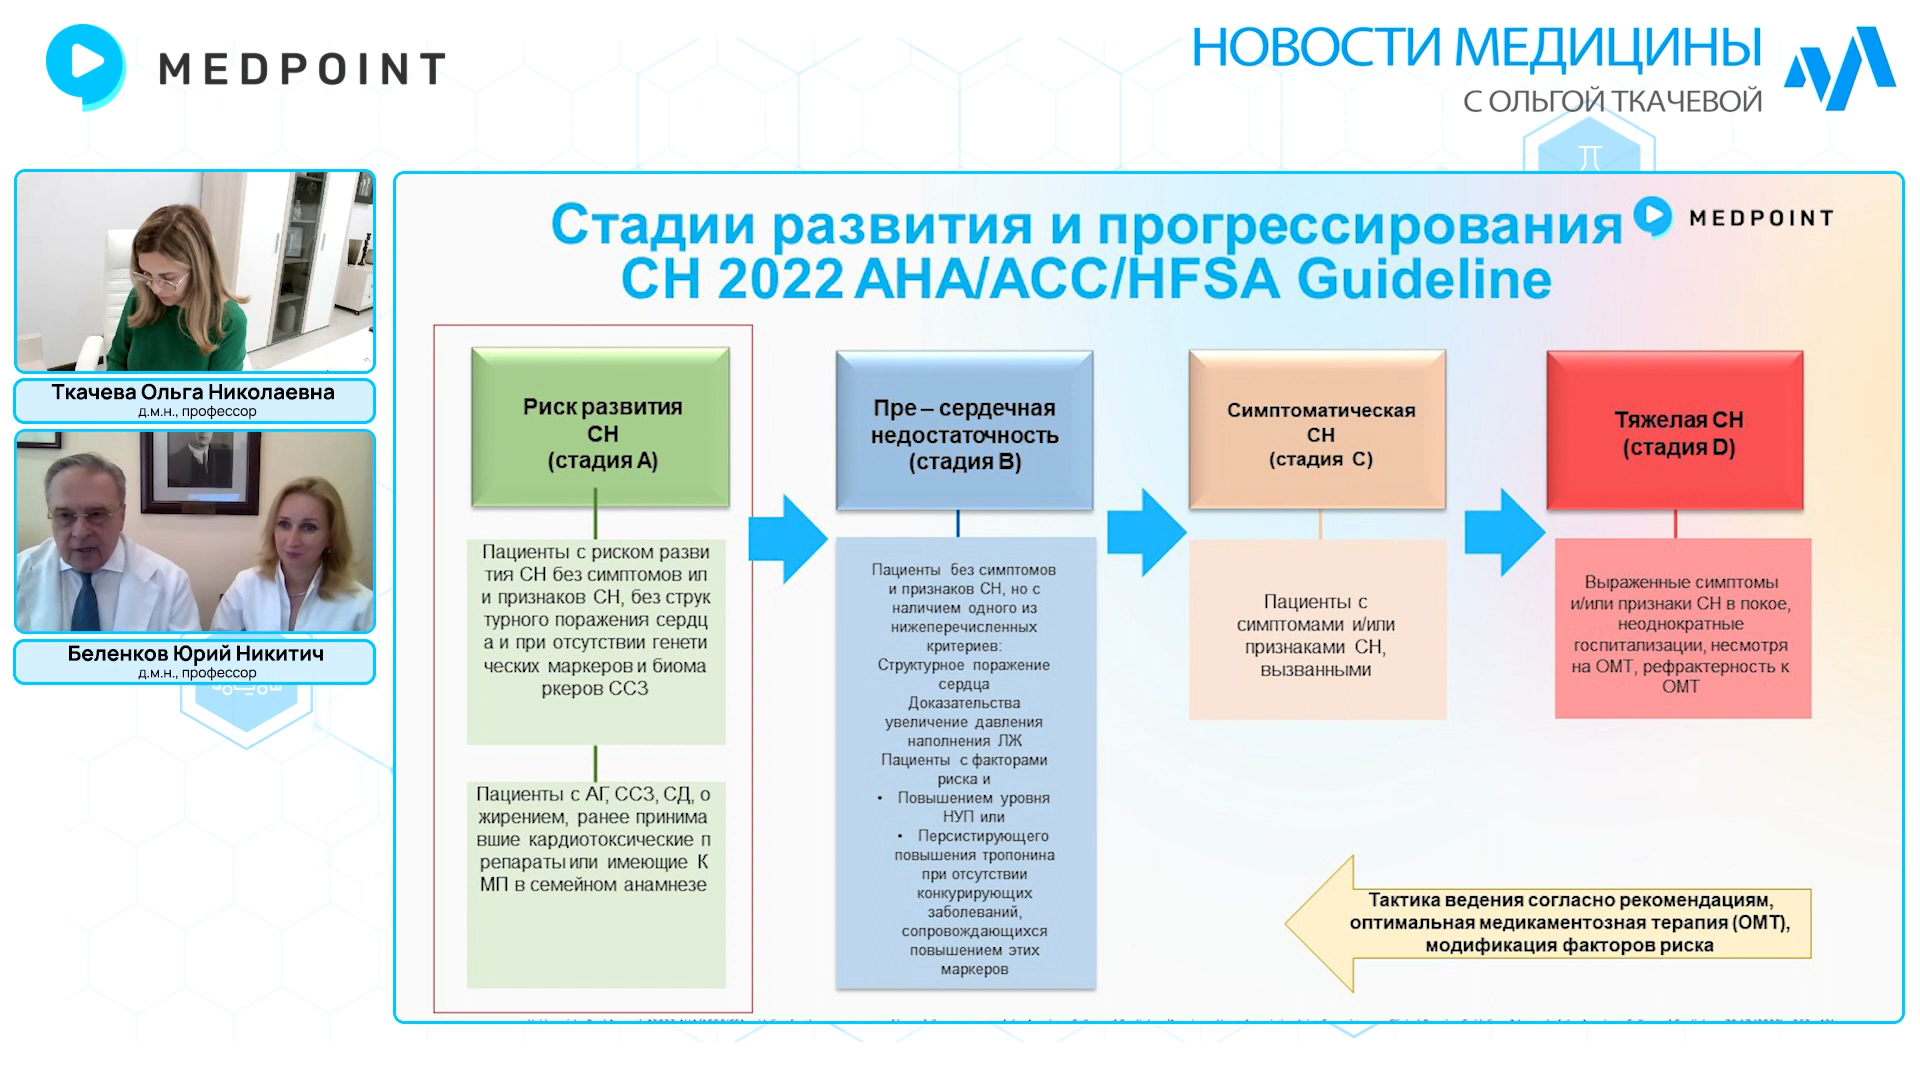 MEDPOINT
НОВОСТИ МЕДИЦИНЫ
С ОЛЬГОЙ ТКАЧЕВОЙ
Ткачева Ольга Николаевна
д.м.н., профессор
Беленков Юрий Никитич
д.м.н., профессор
Стадии развития и прогрессирования
СН 2022 AHA/ACC/HFSA Guideline
MEDPOINT
Риск развития
СН
(стадия А)
Пациенты с риском разви
тия СН без симптомов ил
и признаков СН, без струк
турного поражения сердц
а и при отсутствии генети
ческих маркеров и биома
ркеров ССЗ
Пациенты с АГ, ССЗ, СД, о
жирением, ранее принима
вшие кардиотоксические п
репараты или имеющие К
МП в семейном анамнезе
Пре – сердечная
недостаточность
(стадия В)
Пациенты без симптомов
и признаков СН, но с
наличием одного из
нижеперечисленных
критериев:
Структурное поражение
сердца
Доказательства
увеличение давления
наполнения ЛЖ
Пациенты с факторами
риска и
• Повышением уровня
НУП или
• Персистирующего
повышения тропонина
при отсутствии
конкурирующих
заболеваний,
сопровождающихся
повышением этих
маркеров
Симптоматическая
СН
(стадия С)
Пациенты с
симптомами и/или
признаками СН,
вызванными
Тяжелая СН
(стадия D)
Выраженные симптомы
и/или признаки СН в покое,
неоднократные
госпитализации, несмотря
на ОМТ, рефрактерность к
ОМТ
Тактика ведения согласно рекомендациям,
оптимальная медикаментозная терапия (ОМТ),
модификация факторов риска